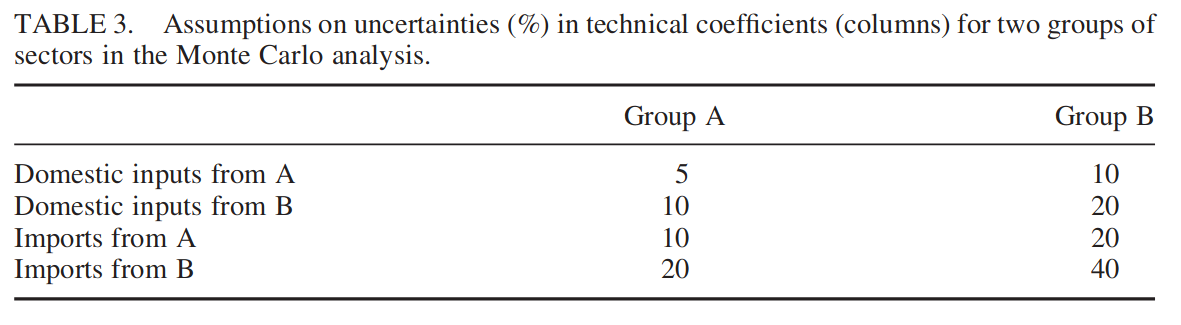 TABLE 3. Assumptions on uncertainties (%) in technical coefficients (columns) for two groups of
sectors in the Monte Carlo analysis.
Group A Group B
Domestic inputs from A 5 10
Domestic inputs from B 10 20
Imports from A 10 20
Imports from B 20 40